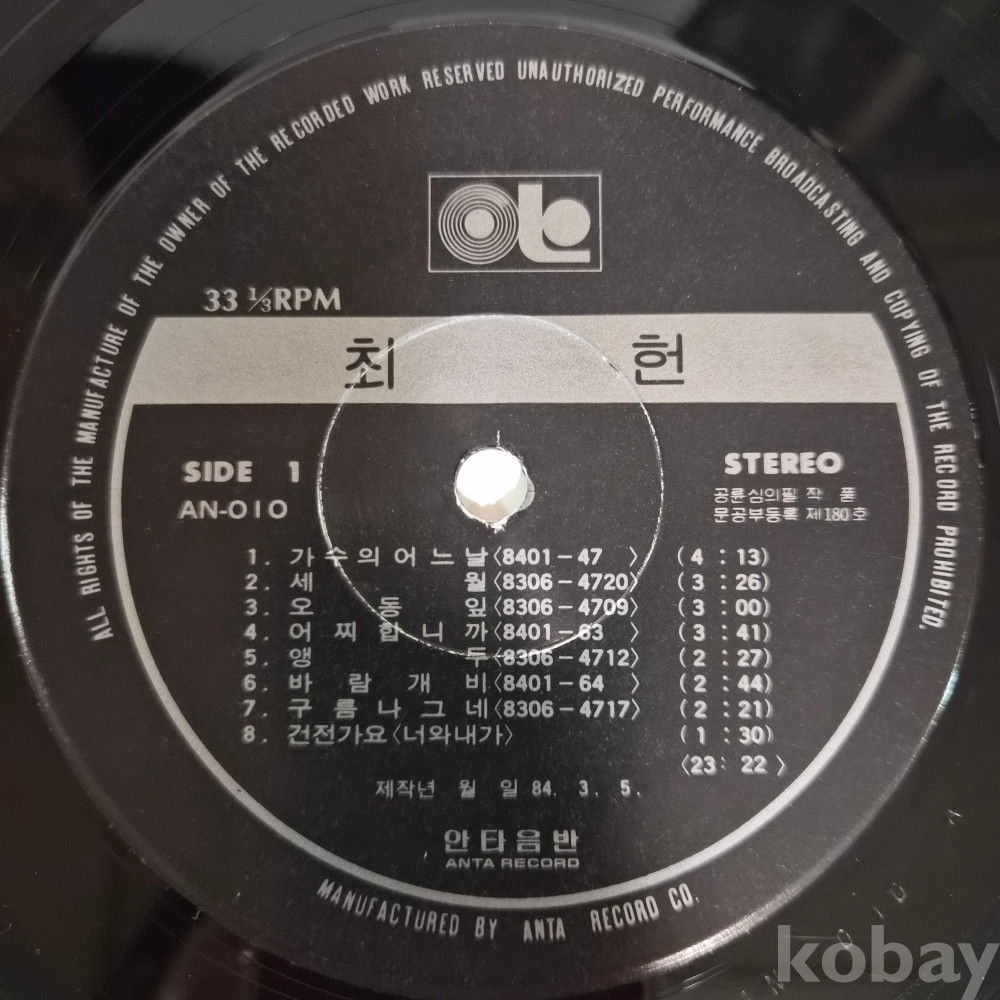 ALL RIGHTS OF THE MANUFACTURE OF THE OWNER OF THE RECORDED WORK RESERVED UNAUTHORIZED PERFORMANCE BROADCASTING AND COPYING OF THE RECORD PROHIBITED.
33 1/3 RPM
최 헌
SIDE 1
STEREO
AN-010
공륜심의필 작 품
문공부등록 제180호
1. 가수의어느날〈8401-47 〉 (4 : 13)
2. 세 월〈8306-4720〉 (3 : 26)
3. 오 동 잎〈8306-4709〉 (3 : 00)
4. 어찌합니까〈8401-63 〉 (3 : 41)
5. 앵 두〈8306-4712〉 (2 : 27)
6. 바람개비〈8401-64 〉 (2 : 44)
7. 구름나그네〈8306-4717〉 (2 : 21)
8. 건전가요〈너와내가〉 (1 : 30)
〈23: 22 〉
제작년 월 일 84. 3. 5.
안타음반
ANTA RECORD
MANUFACTURED BY ANTA RECORD CO.
kobay